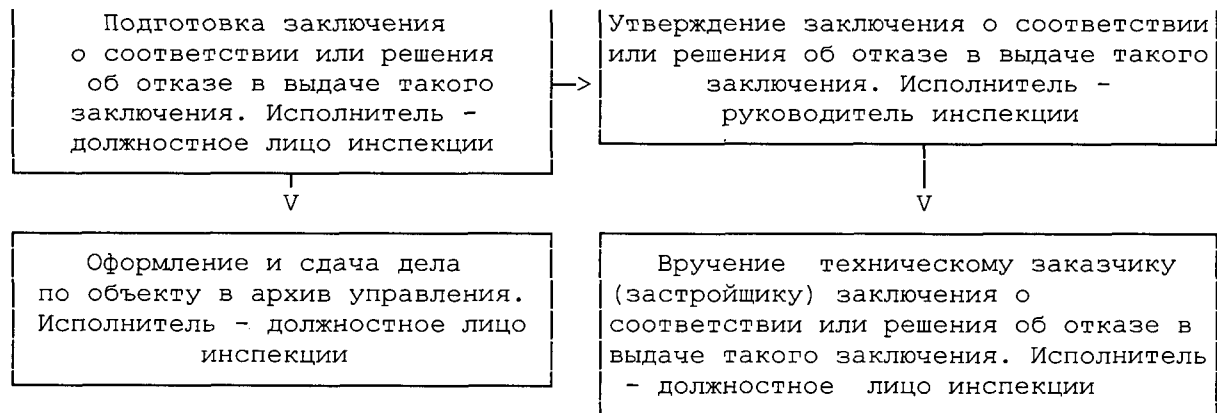 Подготовка заключения
о соответствии или решения
об отказе в выдаче такого
заключения. Исполнитель -
должностное лицо инспекции
—>
Утверждение заключения о соответствии
или решения об отказе в выдаче такого
заключения. Исполнитель -
руководитель инспекции
V
V
Оформление и сдача дела
по объекту в архив управления.
Исполнитель - должностное лицо
инспекции
Вручение техническому заказчику
(застройщику) заключения о
соответствии или решения об отказе в
выдаче такого заключения. Исполнитель
- должностное лицо инспекции